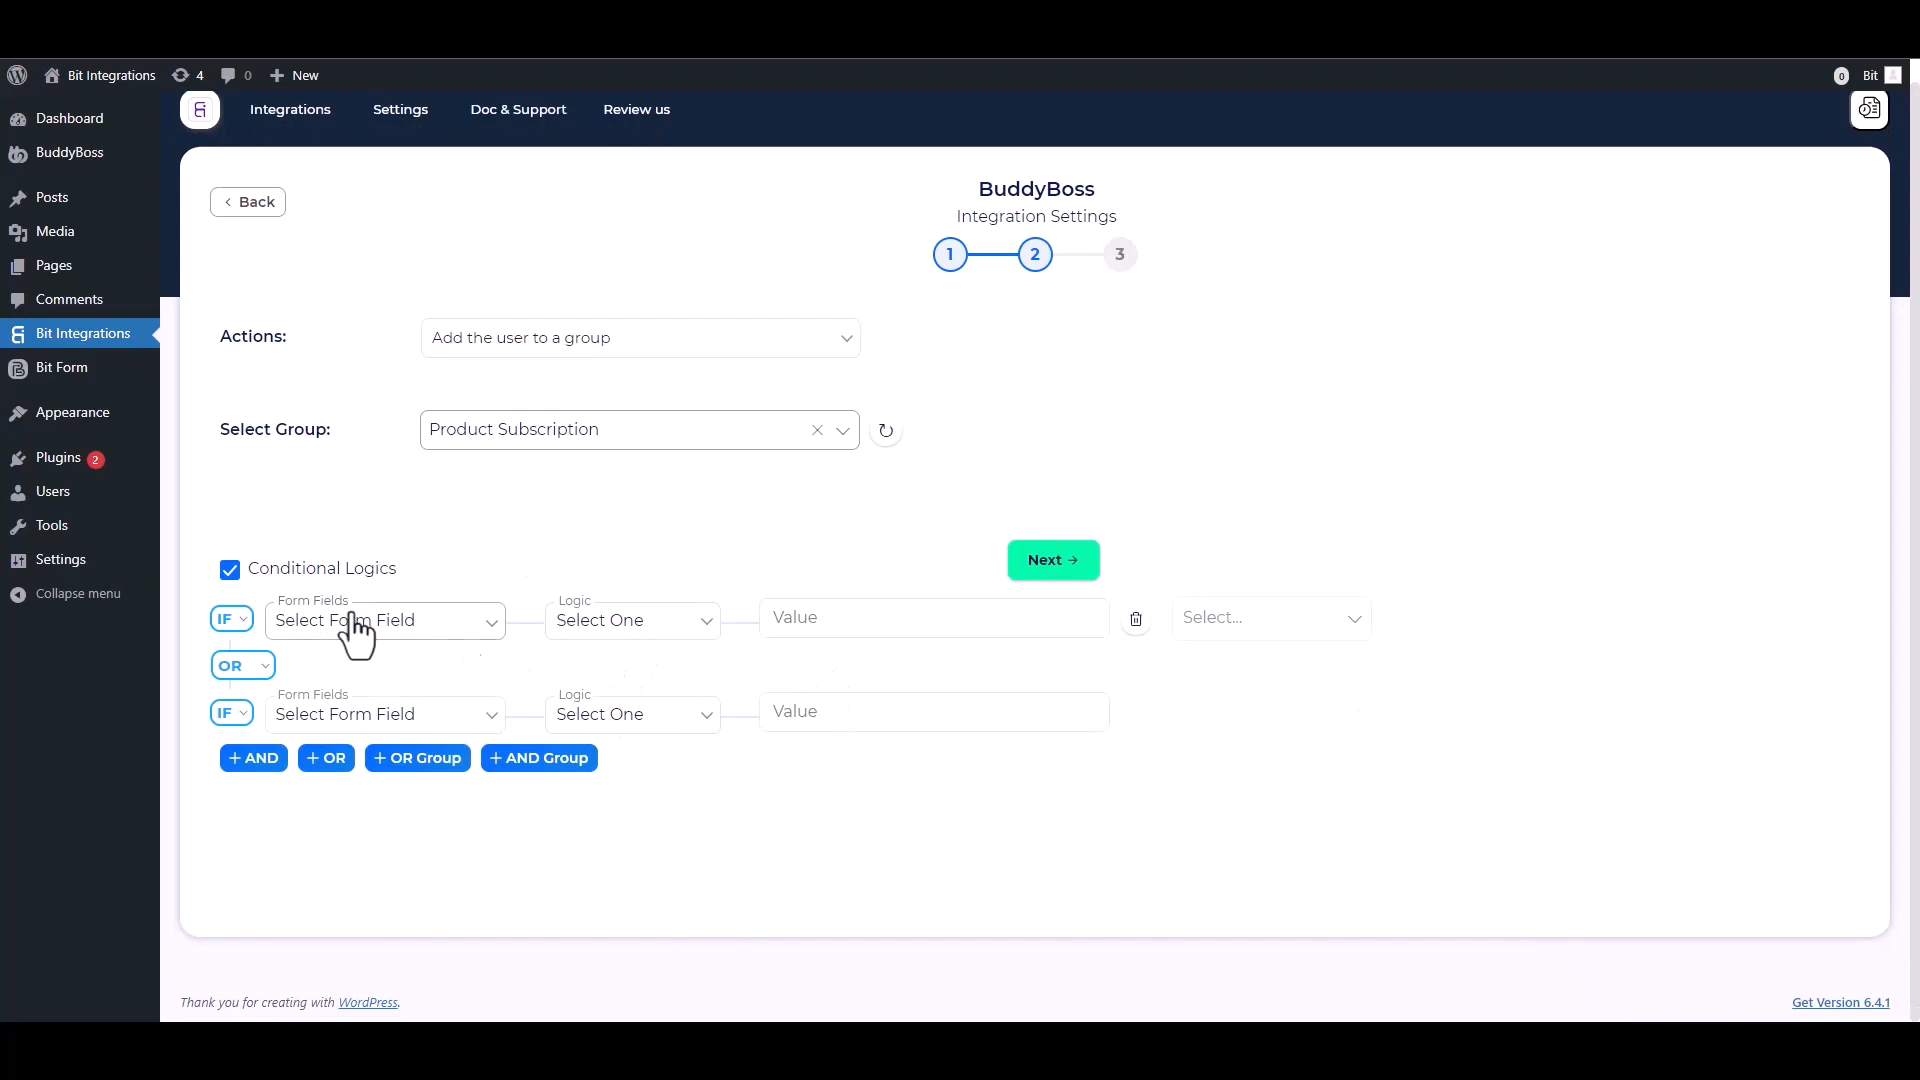 Bit Integrations 4 0 New 0 Bit
Integrations Settings Doc & Support Review us
Dashboard
BuddyBoss
Posts
Media
Pages
Comments
Bit Integrations
Bit Form
Appearance
Plugins 2
Users
Tools
Settings
Collapse menu
Back
BuddyBoss
Integration Settings
1 2 3
Actions: Add the user to a group
Select Group: Product Subscription
Conditional Logics
Next
Form Fields Logic
IF Select Form Field Select One Value Select...
OR
Form Fields Logic
IF Select Form Field Select One Value
+ AND + OR + OR Group + AND Group
Thank you for creating with WordPress. Get Version 6.4.1